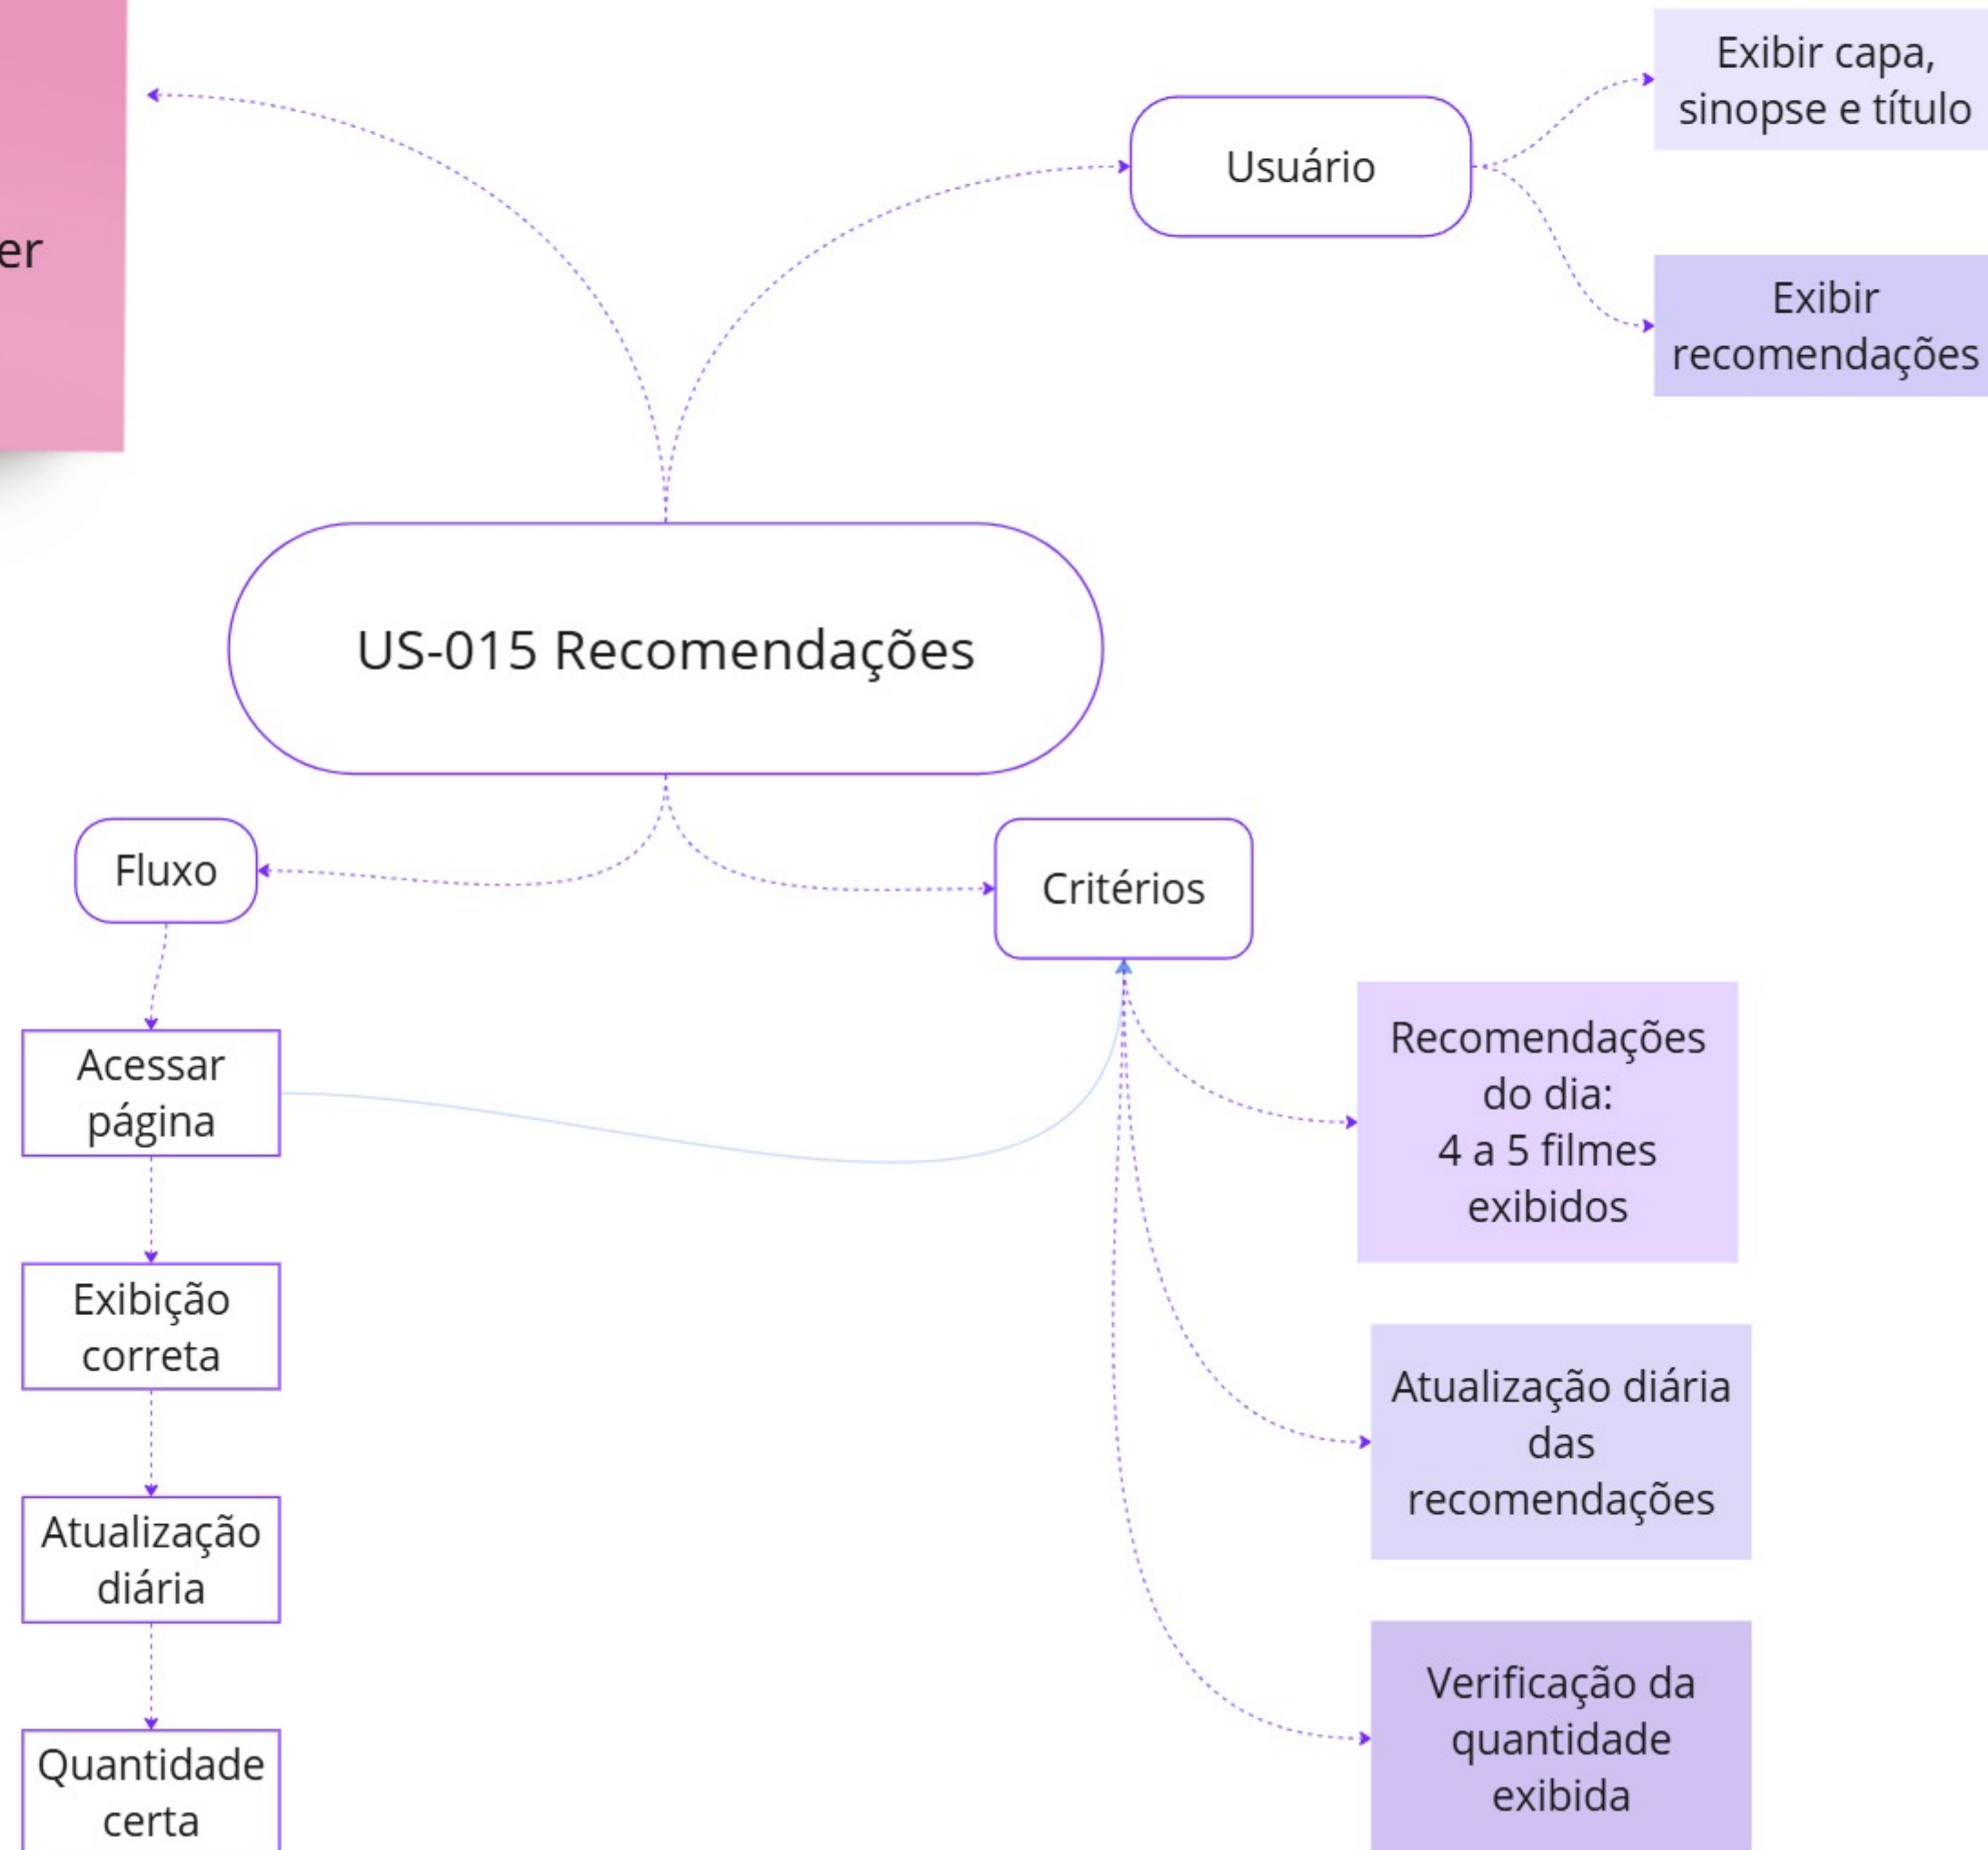 Exibir capa,
sinopse e título
Usuário
er
Exibir
recomendações
US-015 Recomendações
Fluxo
Critérios
Acessar
página
Recomendações
do dia:
4 a 5 filmes
exibidos
Exibição
correta
Atualização diária
das
recomendações
Atualização
diária
Verificação da
quantidade
exibida
Quantidade
certa